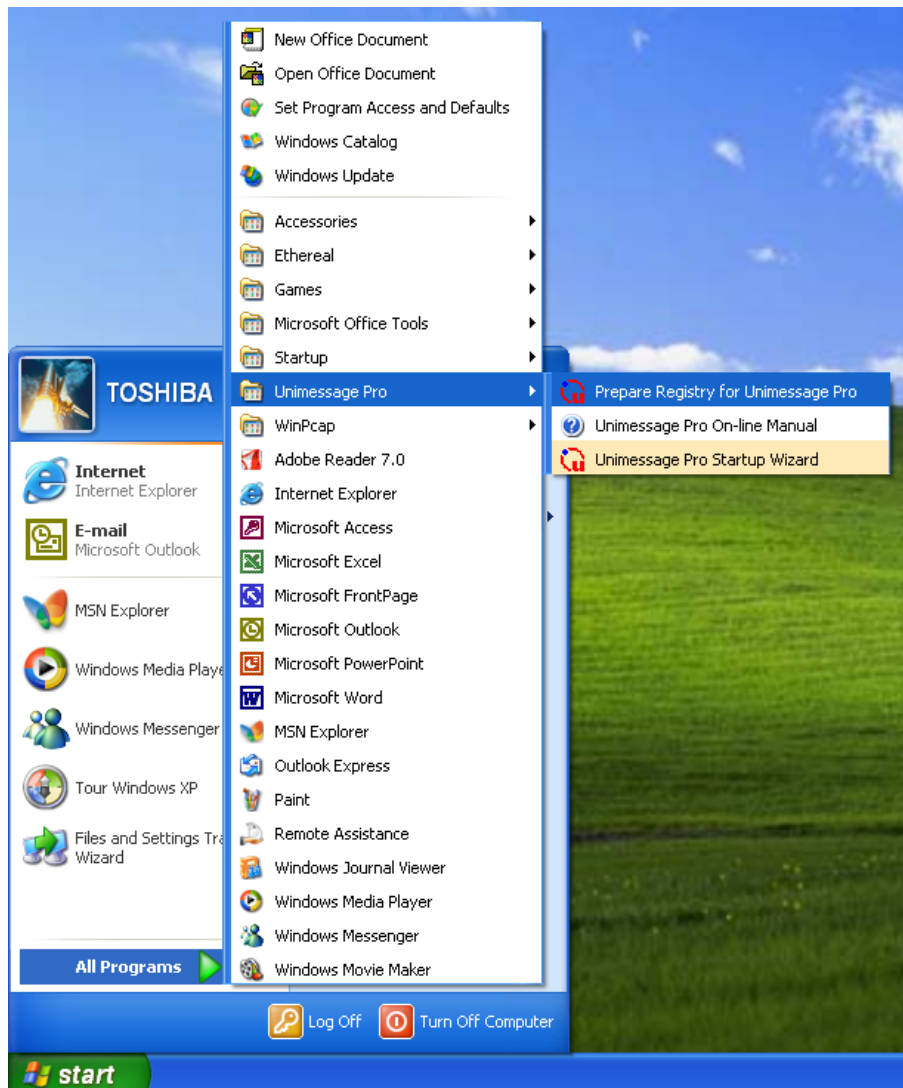 New Office Document
Open Office Document
Set Program Access and Defaults
Windows Catalog
Windows Update
Accessories
Ethereal
Games
Microsoft Office Tools
Startup
Unimessage Pro
WinPcap
Adobe Reader 7.0
Internet Explorer
Microsoft Access
Microsoft Excel
Microsoft FrontPage
Microsoft Outlook
Microsoft PowerPoint
Microsoft Word
MSN Explorer
Outlook Express
Paint
Remote Assistance
Windows Journal Viewer
Windows Media Player
Windows Messenger
Windows Movie Maker
Prepare Registry for Unimessage Pro
Unimessage Pro On-line Manual
Unimessage Pro Startup Wizard
TOSHIBA
Internet
Internet Explorer
E-mail
Microsoft Outlook
MSN Explorer
Windows Media Playe
Windows Messenger
Tour Windows XP
Files and Settings Tra
Wizard
All Programs
Log Off
Turn Off Computer
start